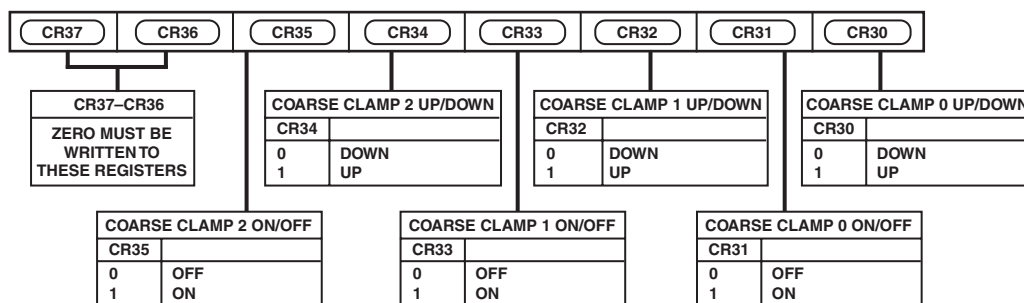 CR37 CR36 CR35 CR34 CR33 CR32 CR31 CR30
CR37–CR36
ZERO MUST BE
WRITTEN TO
THESE REGISTERS
COARSE CLAMP 2 UP/DOWN
CR34
0 DOWN
1 UP
COARSE CLAMP 1 UP/DOWN
CR32
0 DOWN
1 UP
COARSE CLAMP 0 UP/DOWN
CR30
0 DOWN
1 UP
COARSE CLAMP 2 ON/OFF
CR35
0 OFF
1 ON
COARSE CLAMP 1 ON/OFF
CR33
0 OFF
1 ON
COARSE CLAMP 0 ON/OFF
CR31
0 OFF
1 ON